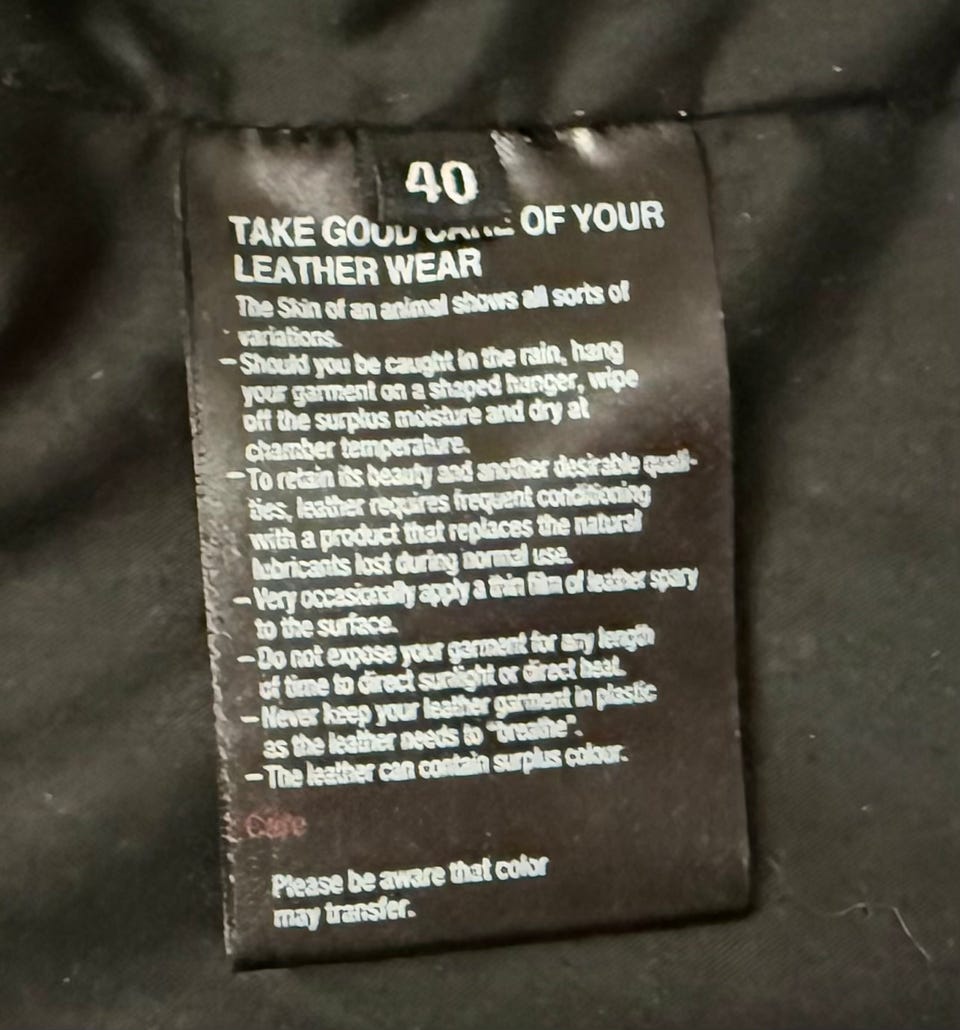 40
TAKE GOOD CARE OF YOUR
LEATHER WEAR
The Skin of an animal shows all sorts of
variations.
– Should you be caught in the rain, hang
your garment on a shaped hanger, wipe
off the surplus moisture and dry at
chamber temperature.
– To retain its beauty and another desirable quali-
ties, leather requires frequent conditioning
with a product that replaces the natural
lubricants lost during normal use.
– Very occasionally apply a thin film of leather spary
to the surface.
– Do not expose your garment for any length
of time to direct sunlight or direct heat.
– Never keep your leather garment in plastic
as the leather needs to "breathe".
– The leather can contain surplus colour.
Care
Please be aware that color
may transfer.